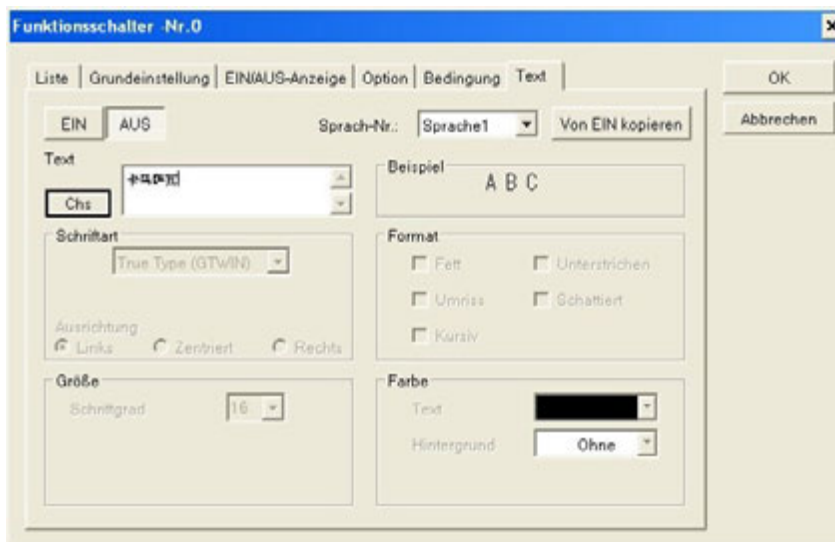 Funktionsschalter -Nr.0
Liste Grundeinstellung EIN/AUS-Anzeige Option Bedingung Text
OK
Abbrechen
EIN AUS Sprach-Nr.: Sprache1 Von EIN kopieren
Text
Chs
Beispiel
A B C
Schriftart
True Type (GTWIN)
Ausrichtung
Links Zentriert Rechts
Format
Fett Unterstrichen
Umriss Schattiert
Kursiv
Größe
Schriftgrad 16
Farbe
Text
Hintergrund Ohne